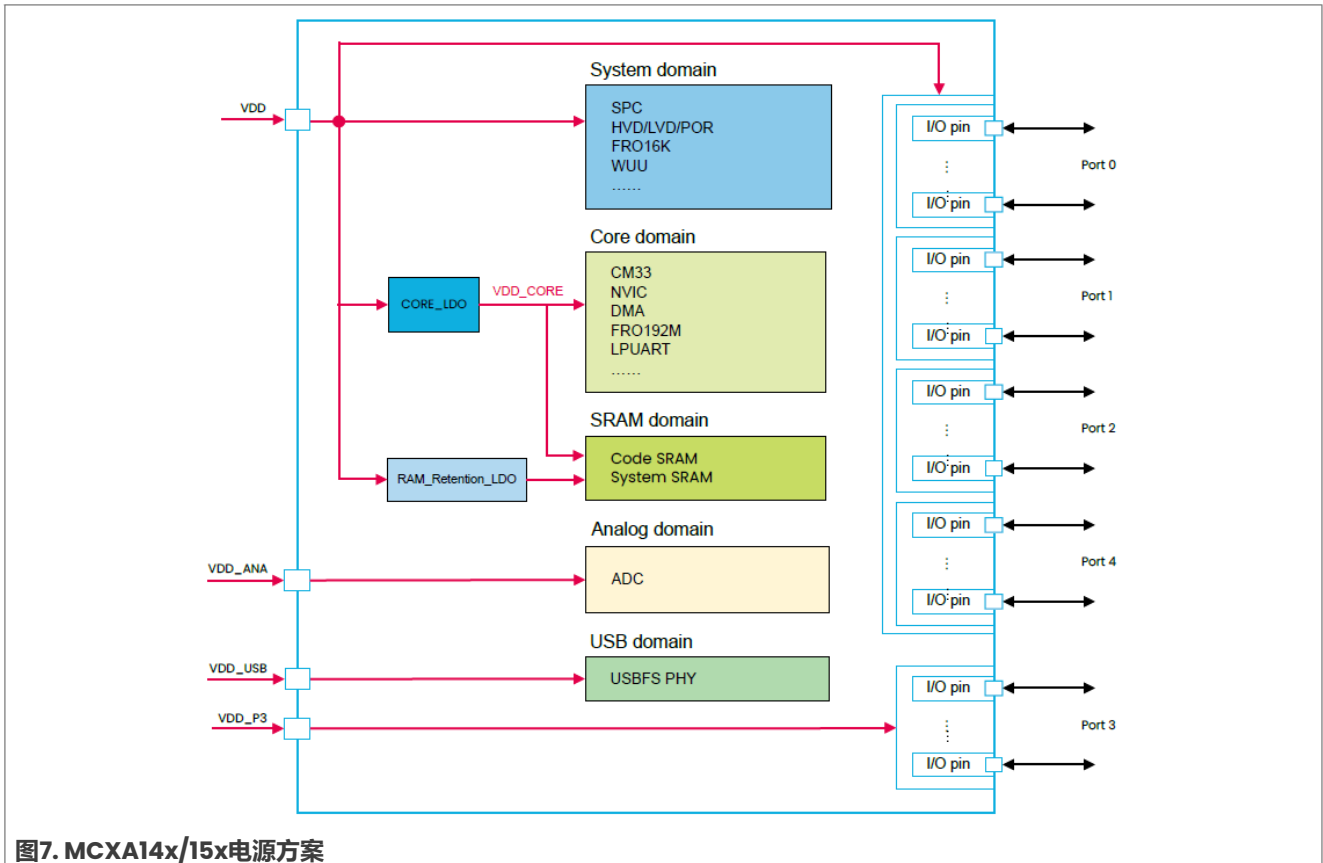 System domain
VDD
SPC
HVD/LVD/POR
FRO16K
WUU
......
I/O pin
Port 0
I/O pin
Core domain
CM33
NVIC
DMA
FRO192M
LPUART
......
CORE_LDO
VDD_CORE
I/O pin
Port 1
I/O pin
SRAM domain
Code SRAM
System SRAM
RAM_Retention_LDO
I/O pin
Port 2
I/O pin
Analog domain
VDD_ANA
ADC
I/O pin
Port 4
I/O pin
USB domain
VDD_USB
USBFS PHY
VDD_P3
I/O pin
Port 3
I/O pin
图7. MCXA14x/15x电源方案